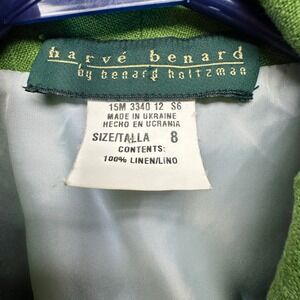 harvé benard
by benard holtzman
15M 3340 12 S6
MADE IN UKRAINE
HECHO EN UCRANIA
SIZE/TALLA 8
CONTENTS:
100% LINEN/LINO